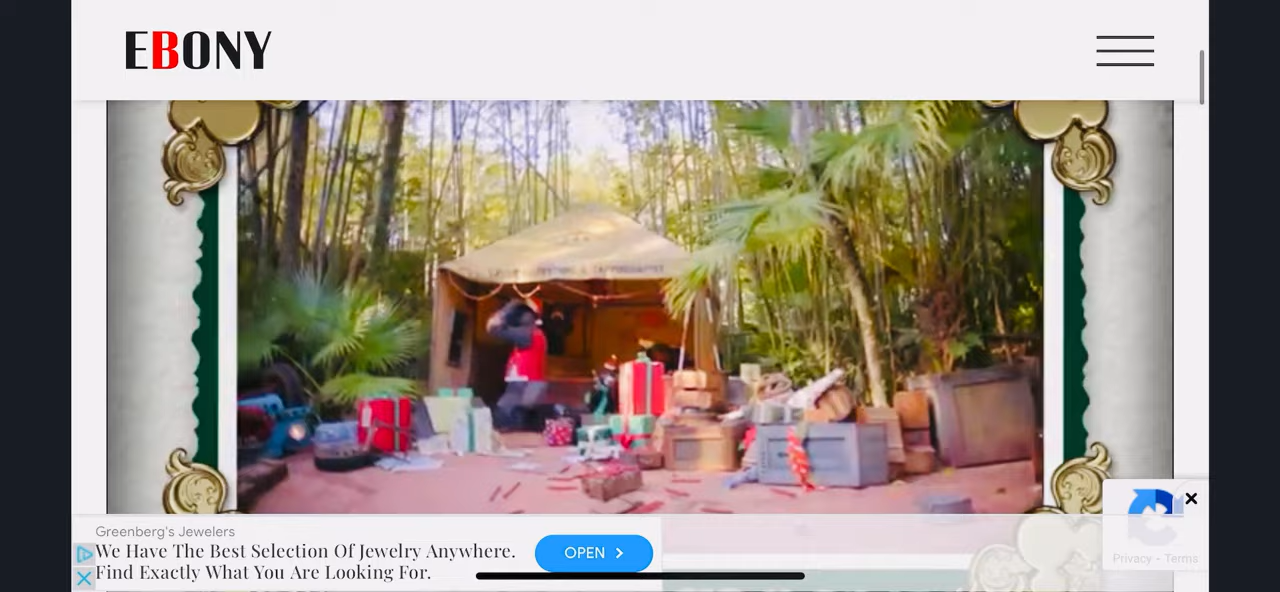 EBONY
Greenberg's Jewelers
We Have The Best Selection Of Jewelry Anywhere.
Find Exactly What You Are Looking For.
OPEN
Privacy - Terms